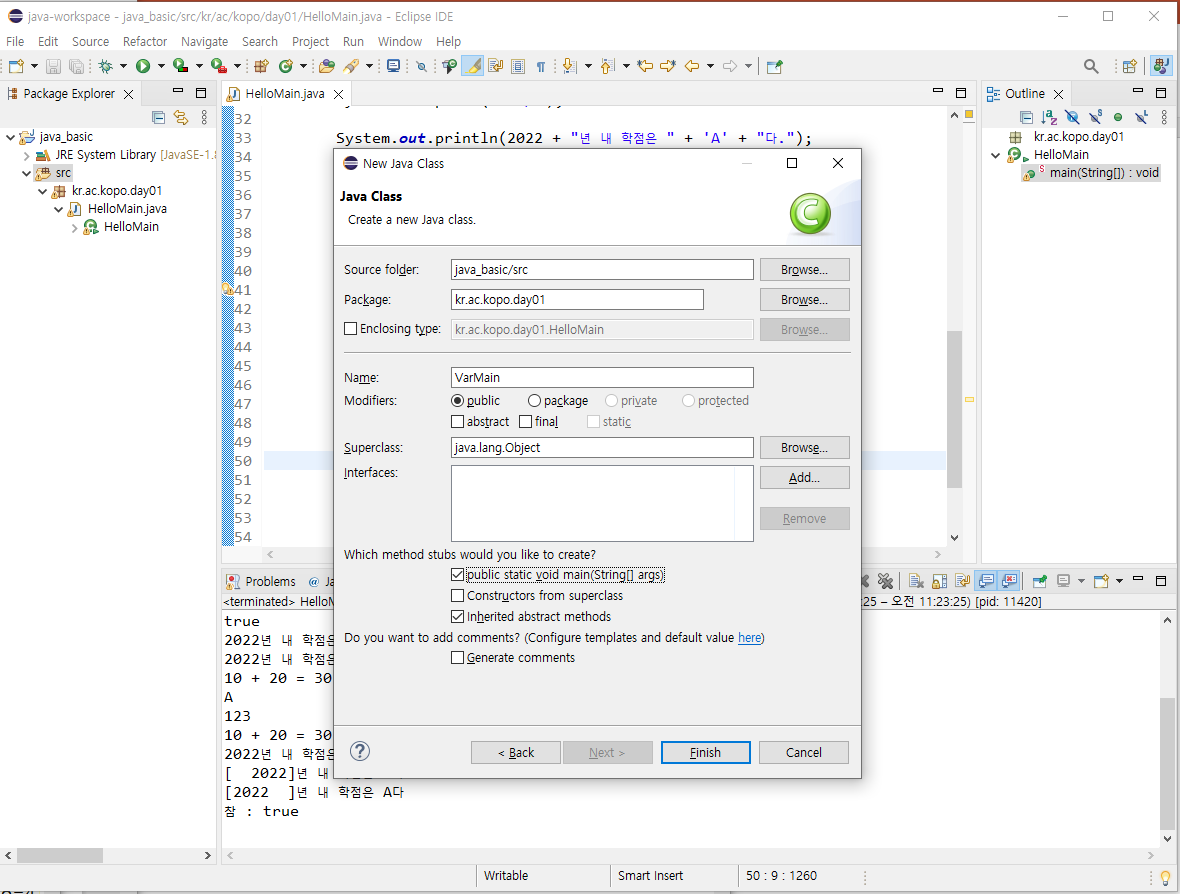 java-workspace - java_basic/src/kr/ac/kopo/day01/HelloMain.java - Eclipse IDE
File Edit Source Refactor Navigate Search Project Run Window Help
Package Explorer
java_basic
JRE System Library [JavaSE-1.8
src
kr.ac.kopo.day01
HelloMain.java
HelloMain
HelloMain.java
32
33 System.out.println(2022 + "년 내 학점은 " + 'A' + "다.");
34
35
36
37
38
39
40
41
42
43
44
45
46
47
48
49
50
51
52
53
54
Outline
kr.ac.kopo.day01
HelloMain
main(String[]) : void
New Java Class
Java Class
Create a new Java class.
Source folder: java_basic/src Browse...
Package: kr.ac.kopo.day01 Browse...
Enclosing type: kr.ac.kopo.day01.HelloMain Browse...
Name: VarMain
Modifiers: public package private protected
abstract final static
Superclass: java.lang.Object Browse...
Interfaces: Add...
Remove
Which method stubs would you like to create?
public static void main(String[] args)
Constructors from superclass
Inherited abstract methods
Do you want to add comments? (Configure templates and default value here)
Generate comments
< Back Next > Finish Cancel
Problems @ Ja
<terminated> HelloM
25 – 오전 11:23:25) [pid: 11420]
true
2022년 내 학점은
2022년 내 학점은
10 + 20 = 30
A
123
10 + 20 = 30
2022년 내 학점은
[  2022]년 내
[2022  ]년 내 학점은 A다
참 : true
Writable Smart Insert 50 : 9 : 1260